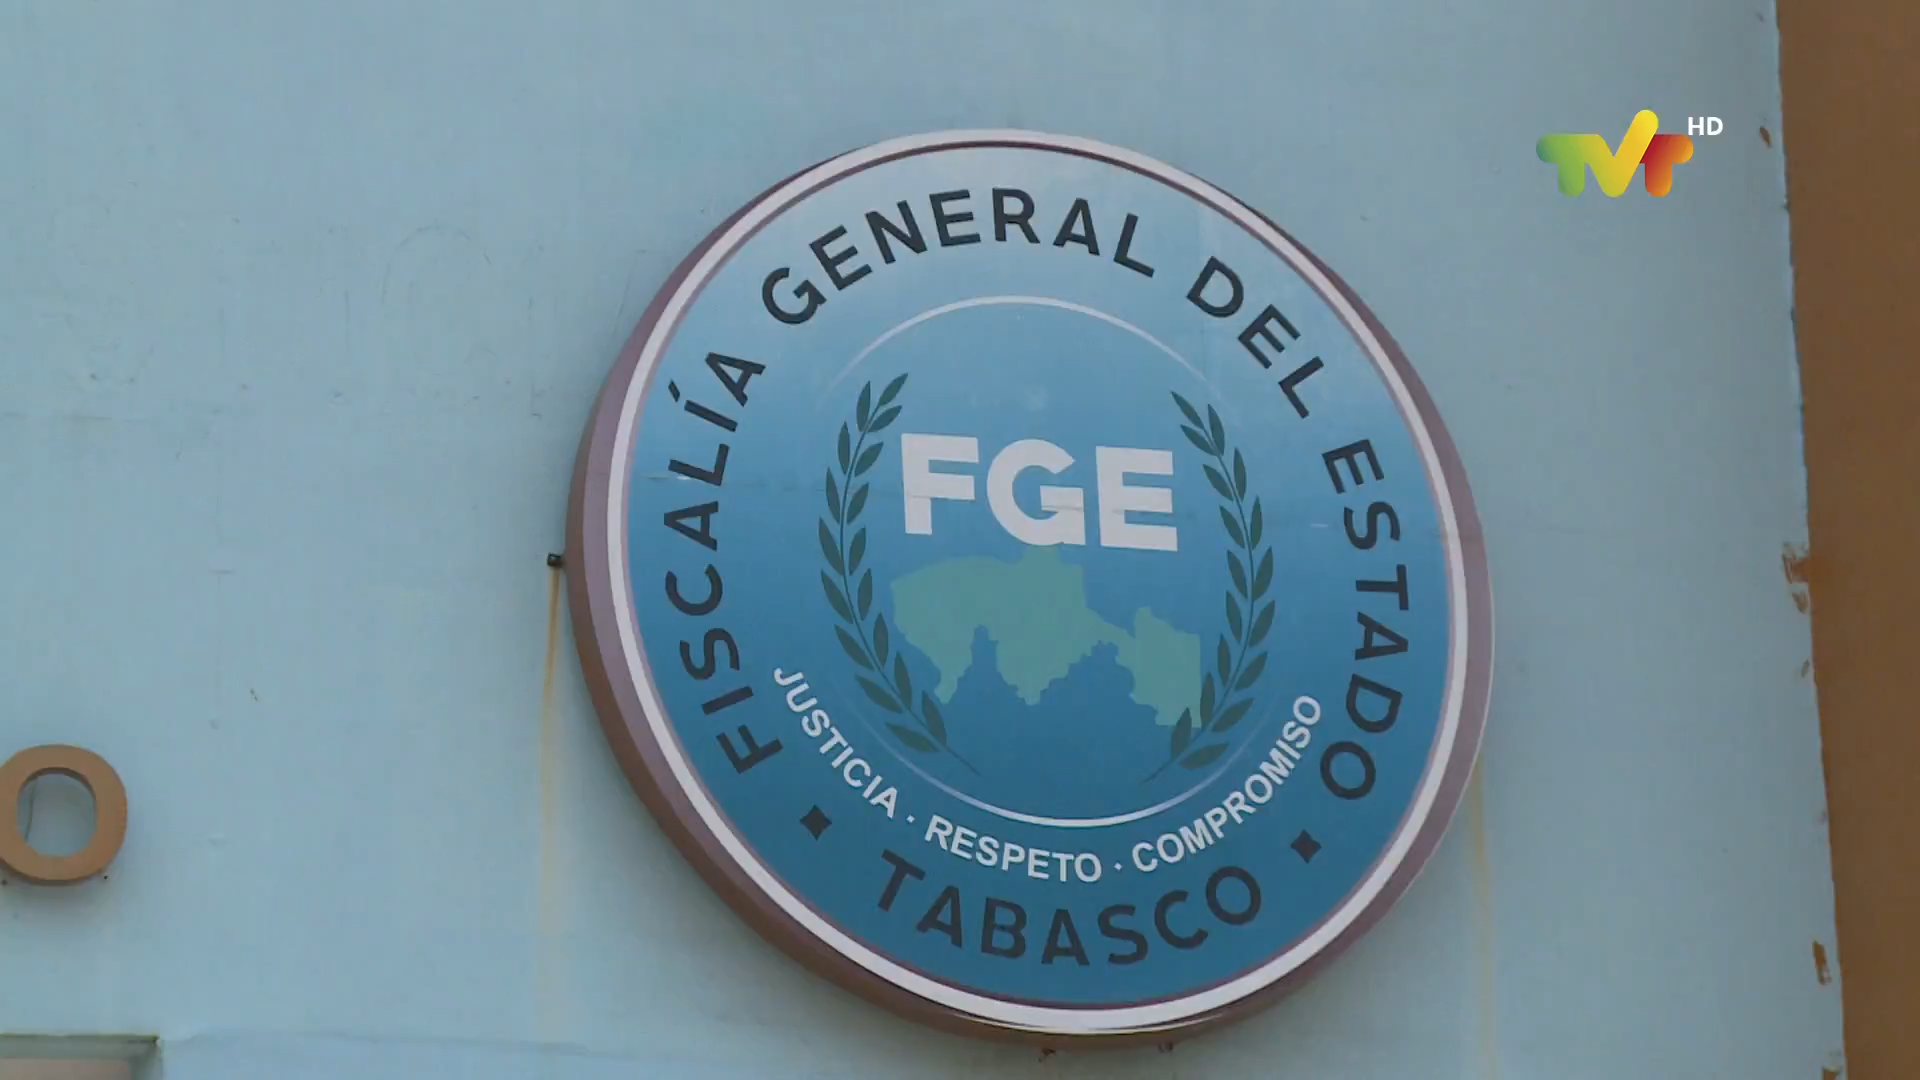 TVT HD
FISCALÍA GENERAL DEL ESTADO
FGE
JUSTICIA · RESPETO · COMPROMISO
TABASCO
O